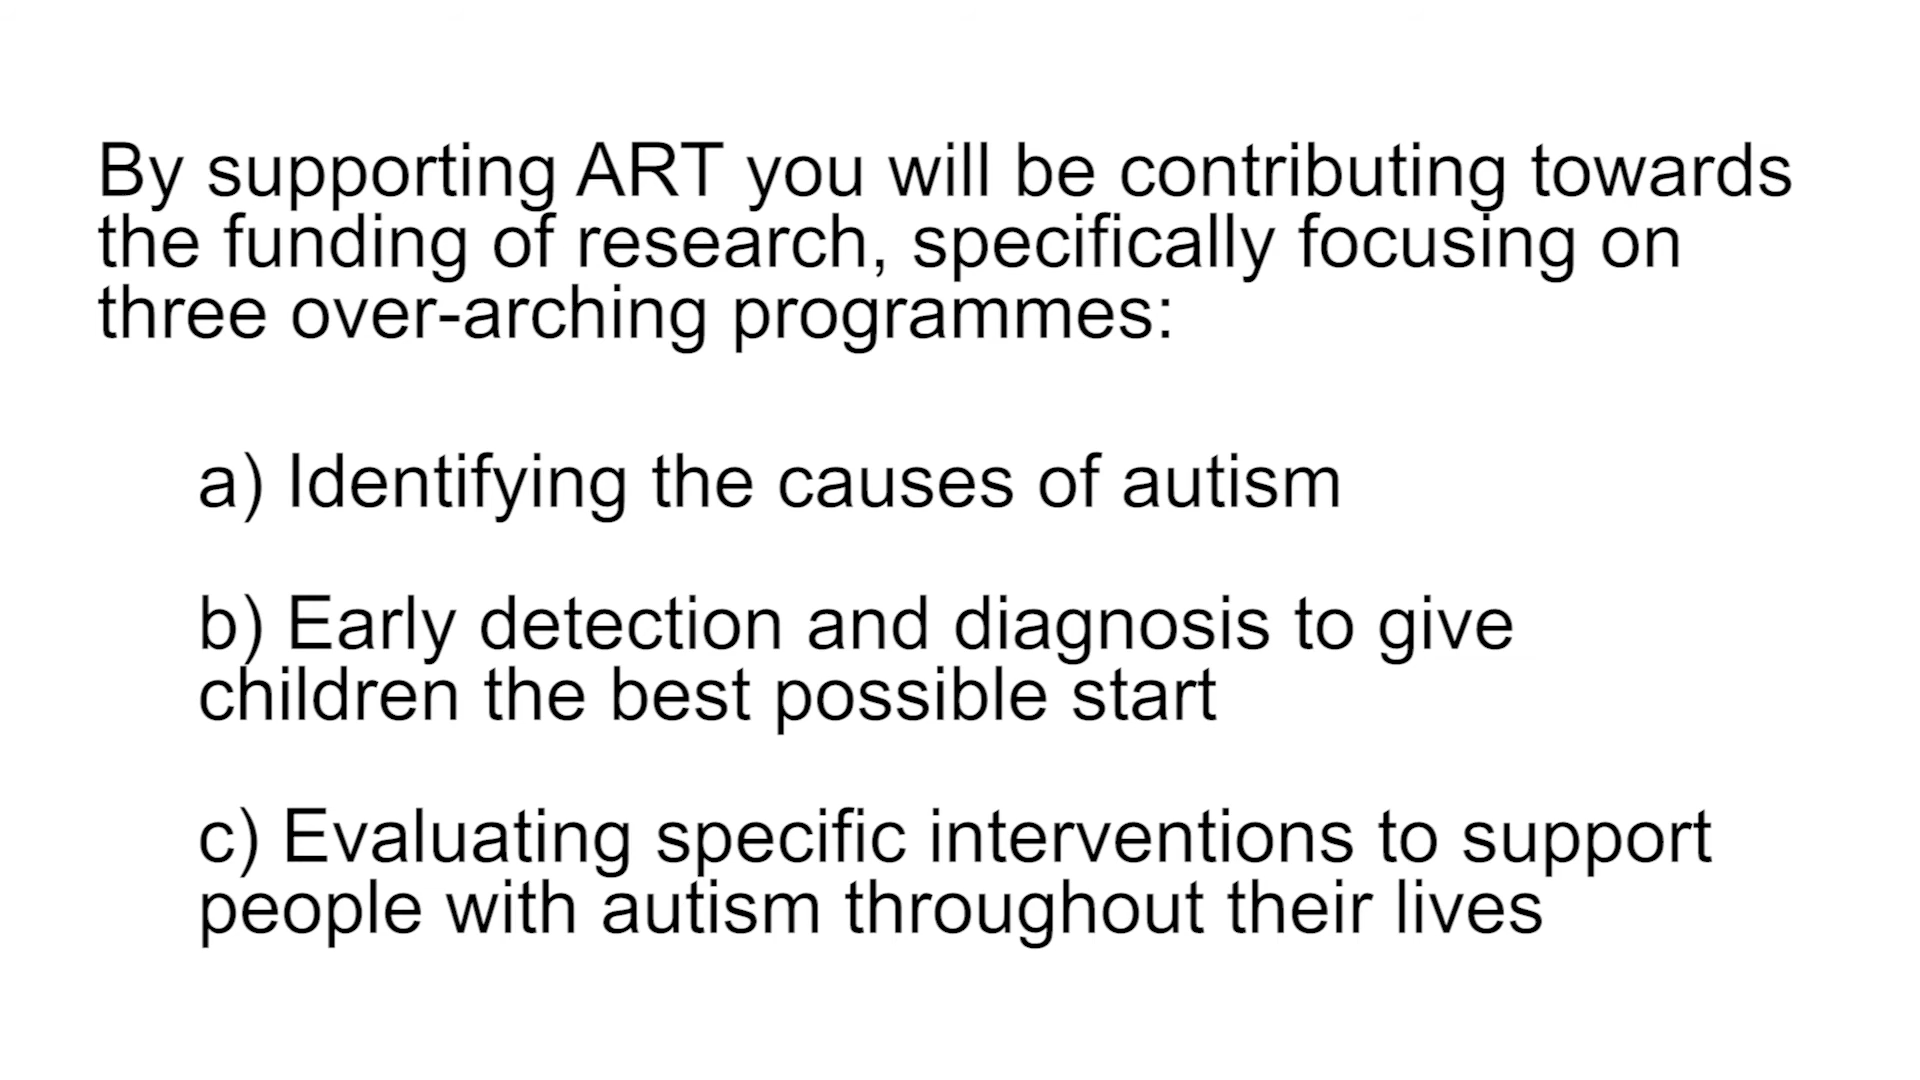 By supporting ART you will be contributing towards
the funding of research, specifically focusing on
three over-arching programmes:
a) Identifying the causes of autism
b) Early detection and diagnosis to give
children the best possible start
c) Evaluating specific interventions to support
people with autism throughout their lives